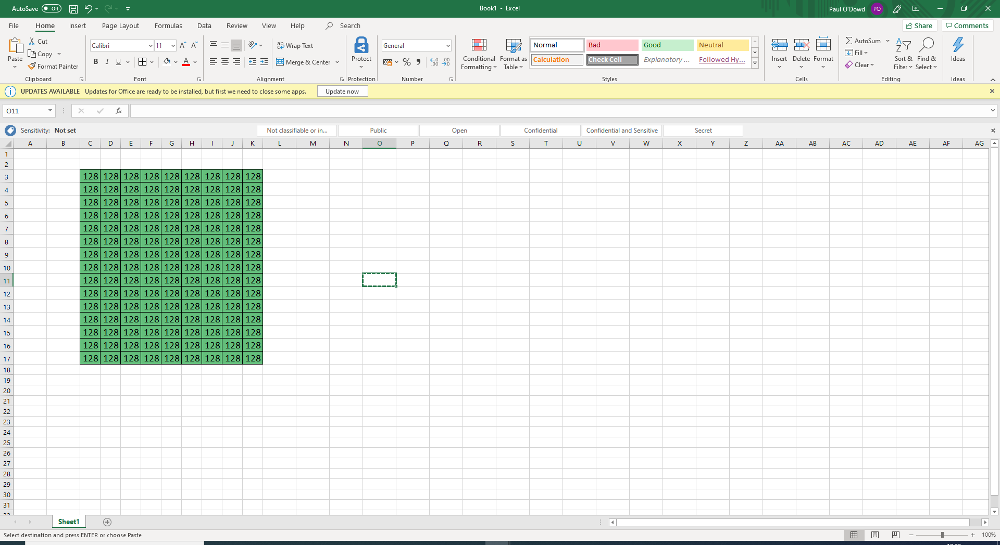 AutoSave Off Book1 - Excel Paul O'Dowd PO
File Home Insert Page Layout Formulas Data Review View Help Search Share Comments
Paste Cut Copy Format Painter Clipboard
Calibri 11 B I U A Font
Wrap Text Merge & Center Alignment
Protect Protection
General % Number
Conditional Formatting Format as Table Normal Bad Good Neutral
Calculation Check Cell Explanatory ... Followed Hy... Styles
Insert Delete Format Cells
AutoSum Fill Clear Sort & Filter Find & Select Editing
Ideas Ideas
UPDATES AVAILABLE Updates for Office are ready to be installed, but first we need to close some apps. Update now
O11 fx
Sensitivity: Not set Not classifiable or in... Public Open Confidential Confidential and Sensitive Secret
A B C D E F G H I J K L M N O P Q R S T U V W X Y Z AA AB AC AD AE AF AG
1
2
3 128 128 128 128 128 128 128 128 128
4 128 128 128 128 128 128 128 128 128
5 128 128 128 128 128 128 128 128 128
6 128 128 128 128 128 128 128 128 128
7 128 128 128 128 128 128 128 128 128
8 128 128 128 128 128 128 128 128 128
9 128 128 128 128 128 128 128 128 128
10 128 128 128 128 128 128 128 128 128
11 128 128 128 128 128 128 128 128 128
12 128 128 128 128 128 128 128 128 128
13 128 128 128 128 128 128 128 128 128
14 128 128 128 128 128 128 128 128 128
15 128 128 128 128 128 128 128 128 128
16 128 128 128 128 128 128 128 128 128
17 128 128 128 128 128 128 128 128 128
18
19
20
21
22
23
24
25
26
27
28
29
30
31
Sheet1
Select destination and press ENTER or choose Paste 100%